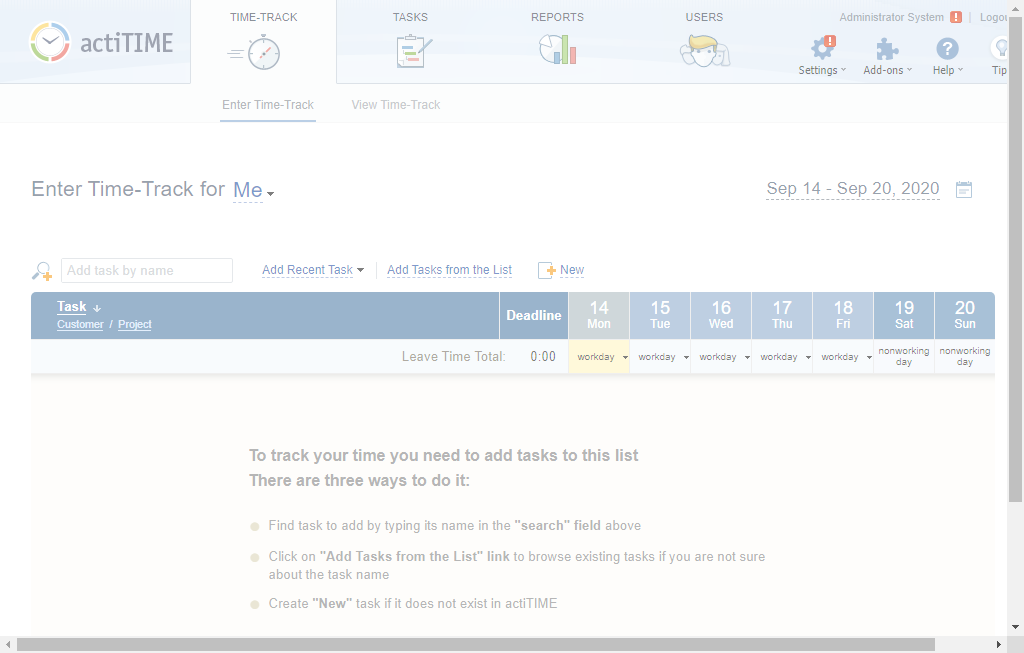 actiTIME
TIME-TRACK
TASKS
REPORTS
USERS
Administrator System ! | Logou
Settings
Add-ons
Help
Tip
Enter Time-Track
View Time-Track
Enter Time-Track for Me
Sep 14 - Sep 20, 2020
Add task by name
Add Recent Task
Add Tasks from the List
New
Task
Customer / Project
Deadline
14 Mon
15 Tue
16 Wed
17 Thu
18 Fri
19 Sat
20 Sun
Leave Time Total: 0:00
workday
workday
workday
workday
workday
nonworking day
nonworking day
To track your time you need to add tasks to this list
There are three ways to do it:
Find task to add by typing its name in the "search" field above
Click on "Add Tasks from the List" link to browse existing tasks if you are not sure
about the task name
Create "New" task if it does not exist in actiTIME